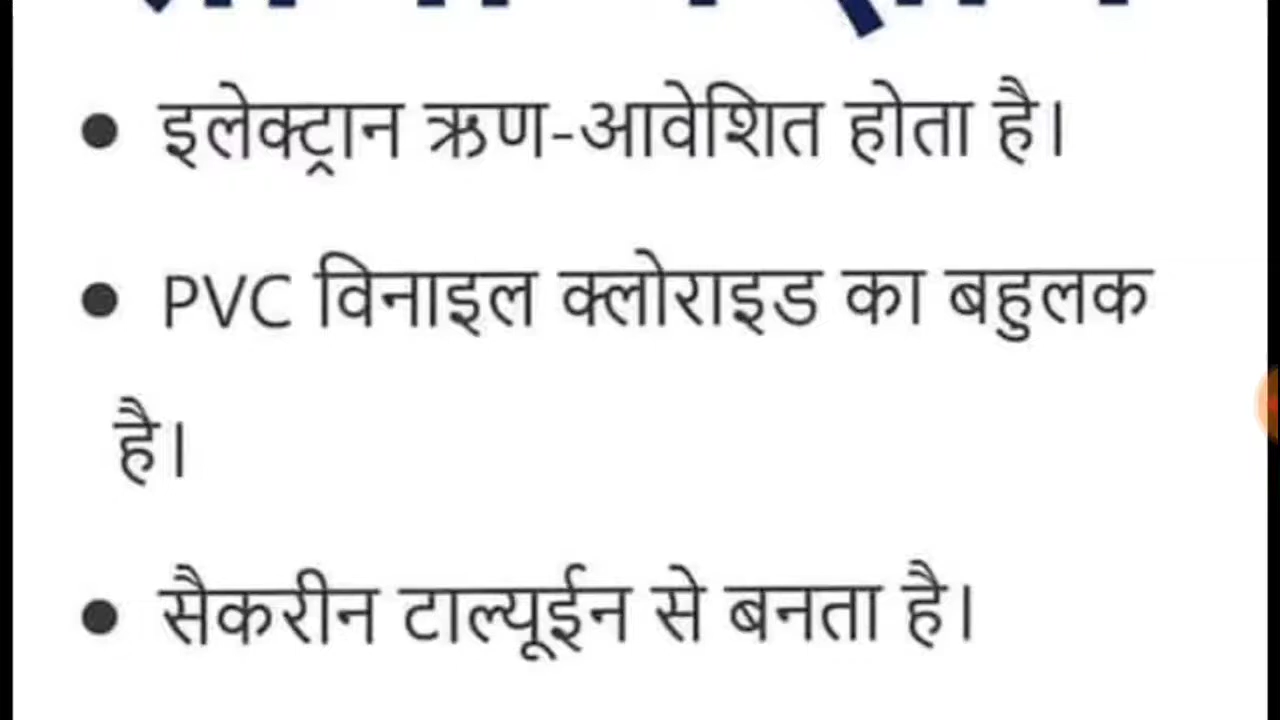 • इलेक्ट्रान ऋण-आवेशित होता है।
• PVC विनाइल क्लोराइड का बहुलक
है।
• सैकरीन टाल्यूईन से बनता है।